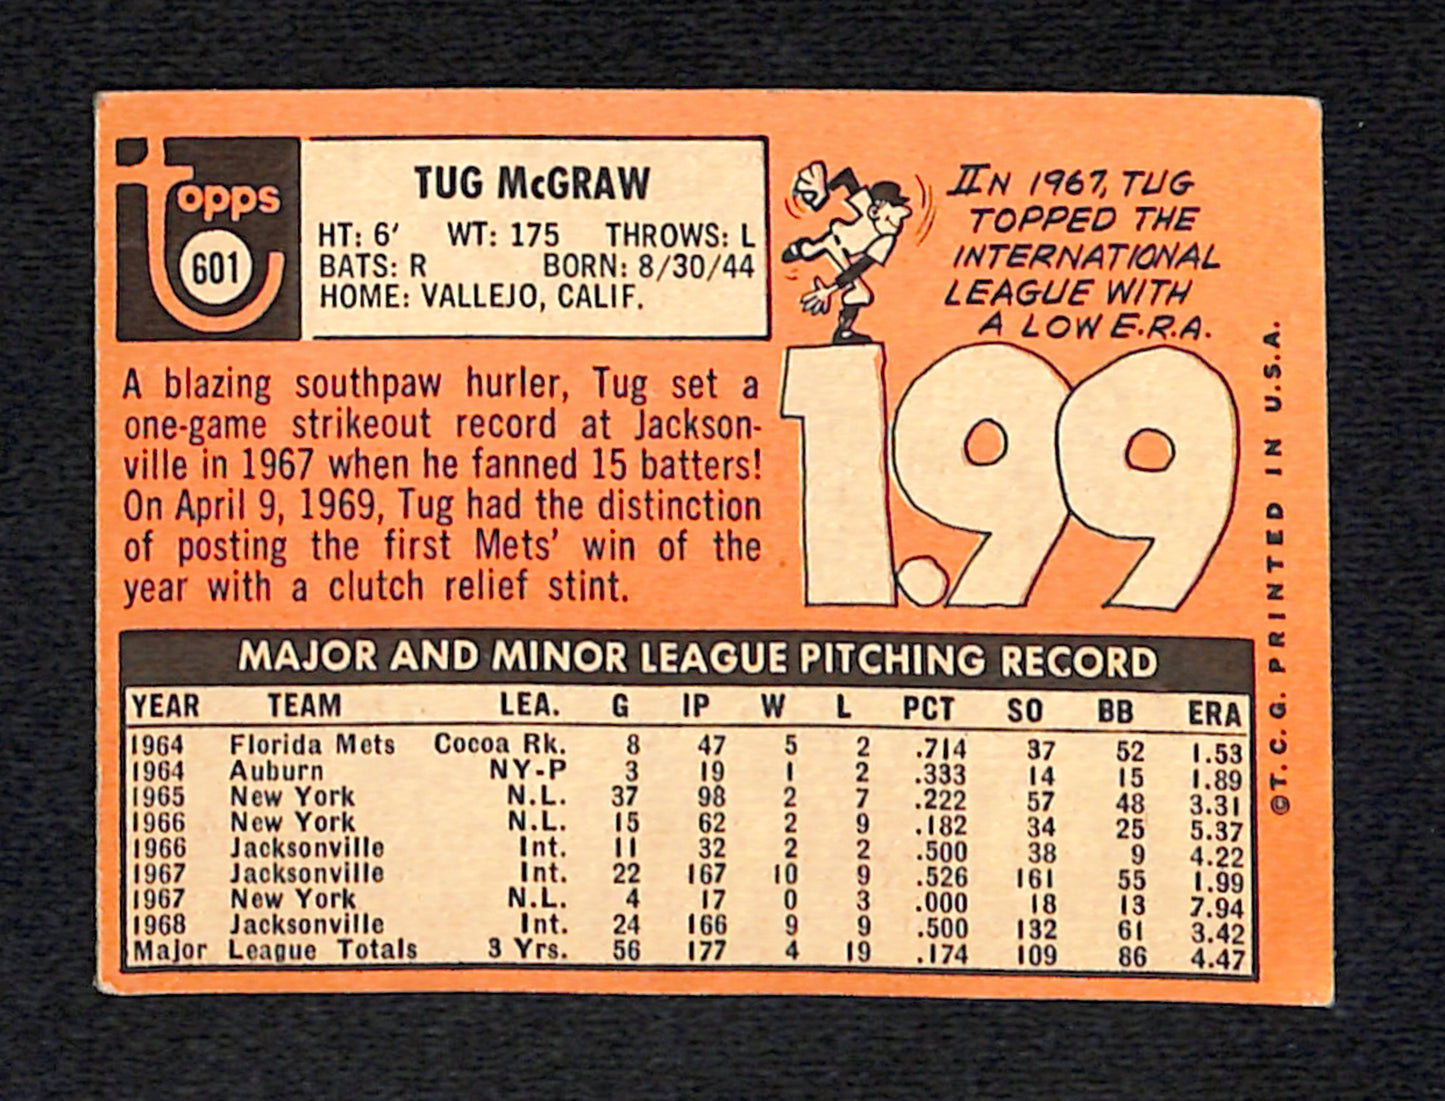 Topps
601
TUG McGRAW
HT: 6' WT: 175 THROWS: L
BATS: R BORN: 8/30/44
HOME: VALLEJO, CALIF.
IN 1967, TUG
TOPPED THE
INTERNATIONAL
LEAGUE WITH
A LOW E.R.A.
1.99
A blazing southpaw hurler, Tug set a
one-game strikeout record at Jackson-
ville in 1967 when he fanned 15 batters!
On April 9, 1969, Tug had the distinction
of posting the first Mets' win of the
year with a clutch relief stint.
MAJOR AND MINOR LEAGUE PITCHING RECORD
YEAR TEAM LEA. G IP W L PCT SO BB ERA
1964 Florida Mets Cocoa Rk. 8 47 5 2 .714 37 52 1.53
1964 Auburn NY-P 3 19 1 2 .333 14 15 1.89
1965 New York N.L. 37 98 2 7 .222 57 48 3.31
1966 New York N.L. 15 62 2 9 .182 34 25 5.37
1966 Jacksonville Int. 11 32 2 2 .500 38 9 4.22
1967 Jacksonville Int. 22 167 10 9 .526 161 55 1.99
1967 New York N.L. 4 17 0 3 .000 18 13 7.94
1968 Jacksonville Int. 24 166 9 9 .500 132 61 3.42
Major League Totals 3 Yrs. 56 177 4 19 .174 109 86 4.47
©T.C.G. PRINTED IN U.S.A.